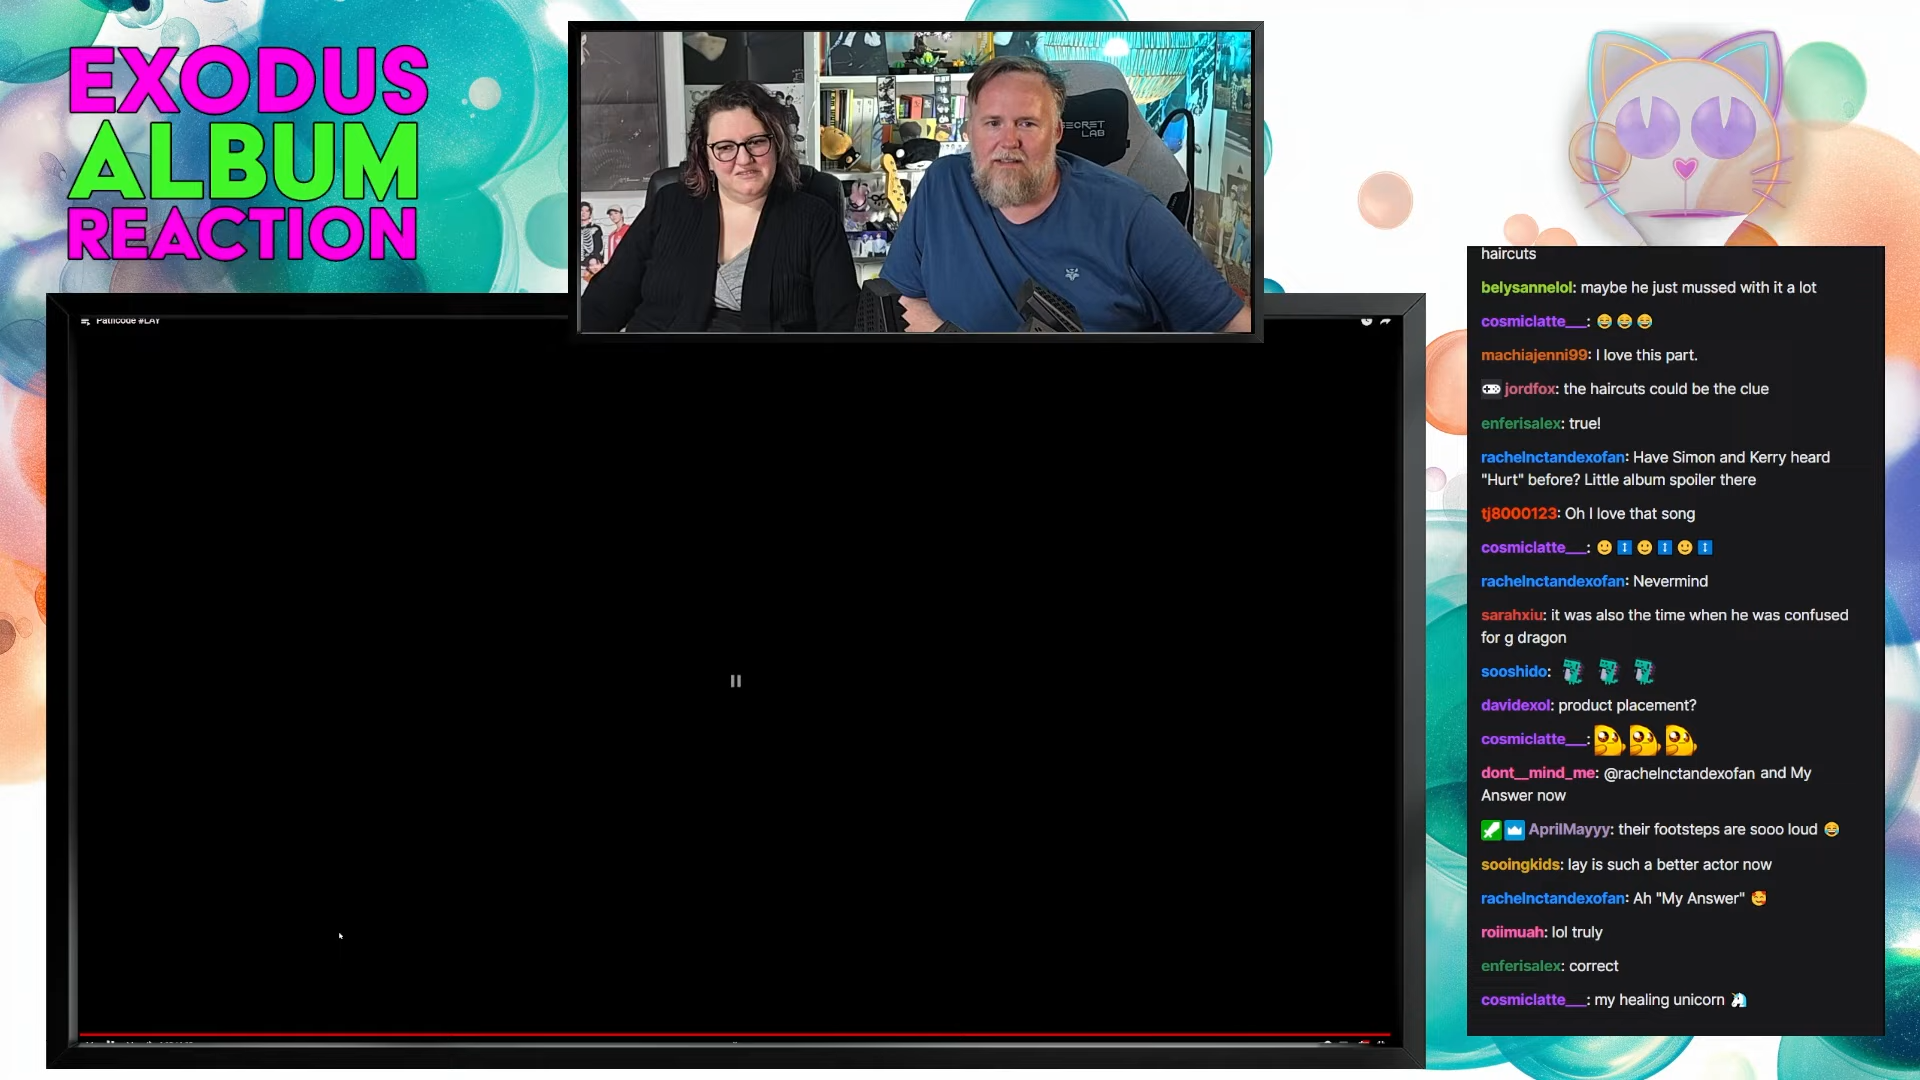 EXODUS
ALBUM
REACTION
SECRET
LAB
Pathcode #LAY
haircuts
belysannelol: maybe he just mussed with it a lot
cosmiclatte__: 😂 😂 😂
machiajenni99: I love this part.
jordfox: the haircuts could be the clue
enferisalex: true!
rachelnctandexofan: Have Simon and Kerry heard
"Hurt" before? Little album spoiler there
tj8000123: Oh I love that song
cosmiclatte__: 🙂 ↕️ 🙂 ↕️ 🙂 ↕️
rachelnctandexofan: Nevermind
sarahxiu: it was also the time when he was confused
for g dragon
sooshido:
davidexol: product placement?
cosmiclatte__:
dont__mind_me: @rachelnctandexofan and My
Answer now
AprilMayyy: their footsteps are sooo loud 😂
sooingkids: lay is such a better actor now
rachelnctandexofan: Ah "My Answer" 🥰
roiimuah: lol truly
enferisalex: correct
cosmiclatte__: my healing unicorn 🦄